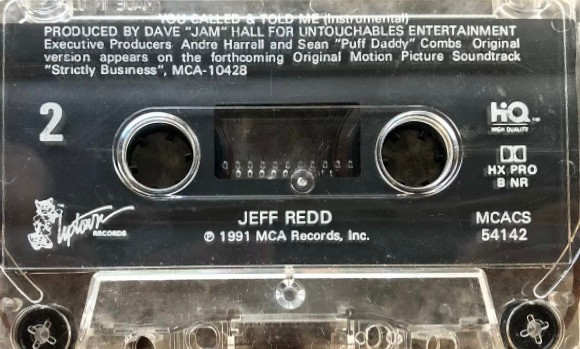 YOU CALLED & TOLD ME (Instrumental)
PRODUCED BY DAVE "JAM" HALL FOR UNTOUCHABLES ENTERTAINMENT
Executive Producers Andre Harrell and Sean "Puff Daddy" Combs Original
version appears on the forthcoming Original Motion Picture Soundtrack
"Strictly Business", MCA-10428
2
HiQ
HIGH QUALITY
HX PRO
B NR
Uptown
RECORDS
JEFF REDD
℗ 1991 MCA Records, Inc.
MCACS
54142